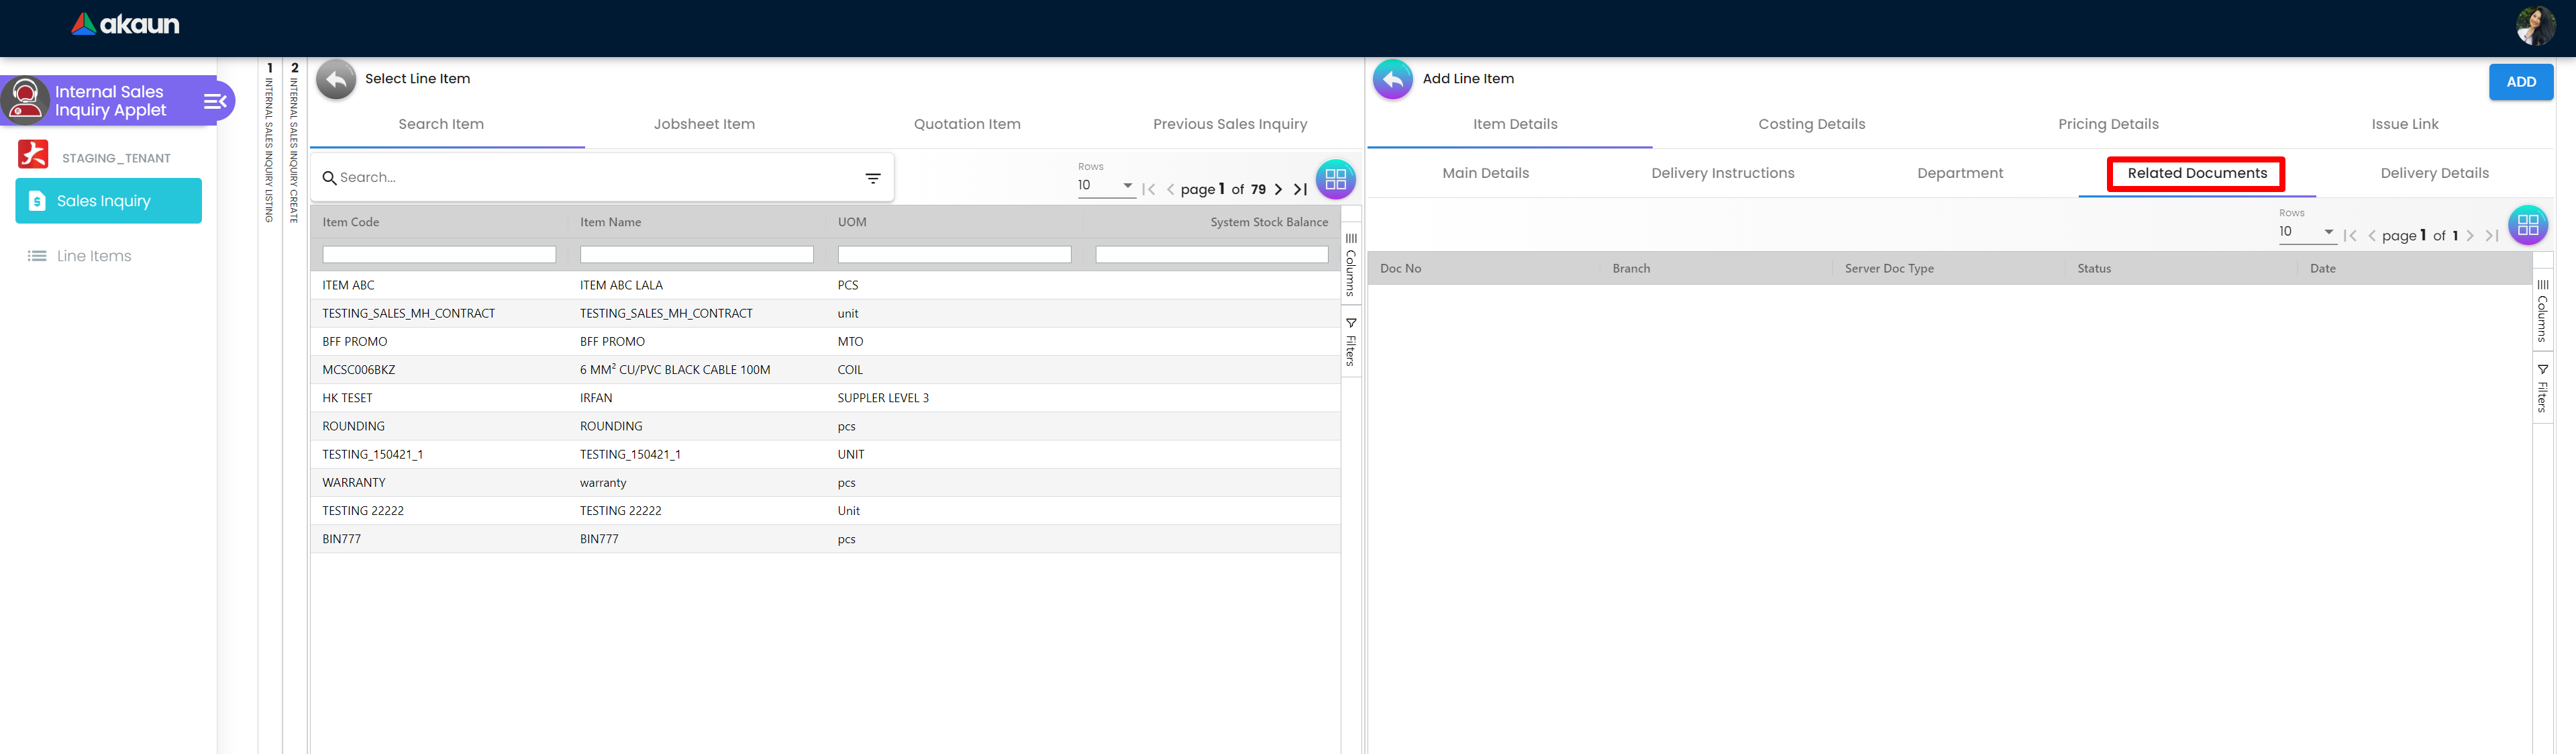 akaun
Internal Sales
Inquiry Applet
STAGING_TENANT
Sales Inquiry
Line Items
1 INTERNAL SALES INQUIRY LISTING
2 INTERNAL SALES INQUIRY CREATE
Select Line Item
Search Item Jobsheet Item Quotation Item Previous Sales Inquiry
Search...
Rows
10 page 1 of 79
Item Code Item Name UOM System Stock Balance
ITEM ABC ITEM ABC LALA PCS
TESTING_SALES_MH_CONTRACT TESTING_SALES_MH_CONTRACT unit
BFF PROMO BFF PROMO MTO
MCSC006BKZ 6 MM² CU/PVC BLACK CABLE 100M COIL
HK TESET IRFAN SUPPLER LEVEL 3
ROUNDING ROUNDING pcs
TESTING_150421_1 TESTING_150421_1 UNIT
WARRANTY warranty pcs
TESTING 22222 TESTING 22222 Unit
BIN777 BIN777 pcs
Columns
Filters
Add Line Item
ADD
Item Details Costing Details Pricing Details Issue Link
Main Details Delivery Instructions Department Related Documents Delivery Details
Rows
10 page 1 of 1
Doc No Branch Server Doc Type Status Date
Columns
Filters